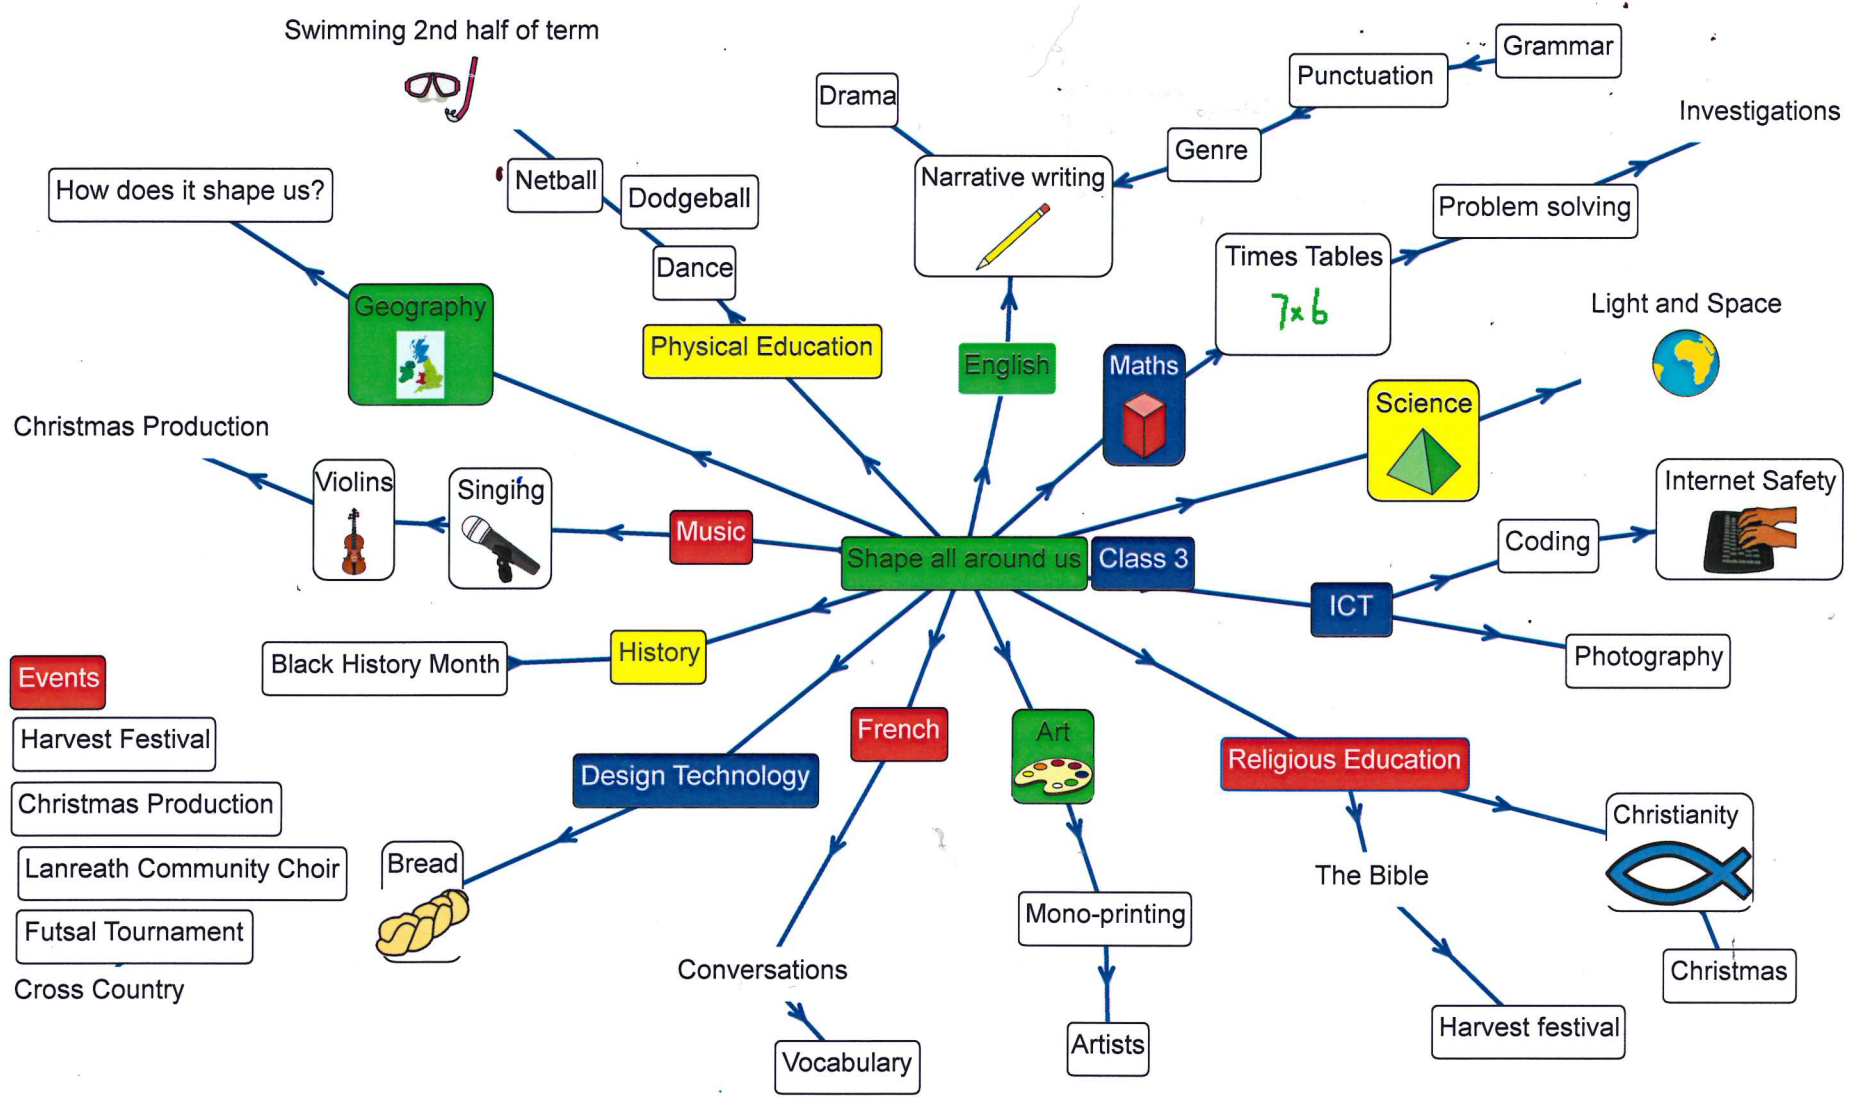 Swimming 2nd half of term
Grammar
Punctuation
Drama
Investigations
Genre
Narrative writing
Netball
How does it shape us?
Dodgeball
Problem solving
Times Tables
7×6
Dance
Geography
Light and Space
Physical Education
English
Maths
Science
Christmas Production
Violins
Singing
Internet Safety
Music
Coding
Shape all around us
Class 3
ICT
History
Black History Month
Photography
Events
Harvest Festival
Christmas Production
Lanreath Community Choir
Futsal Tournament
Cross Country
Design Technology
French
Art
Religious Education
Bread
Christianity
The Bible
Mono-printing
Conversations
Christmas
Harvest festival
Artists
Vocabulary